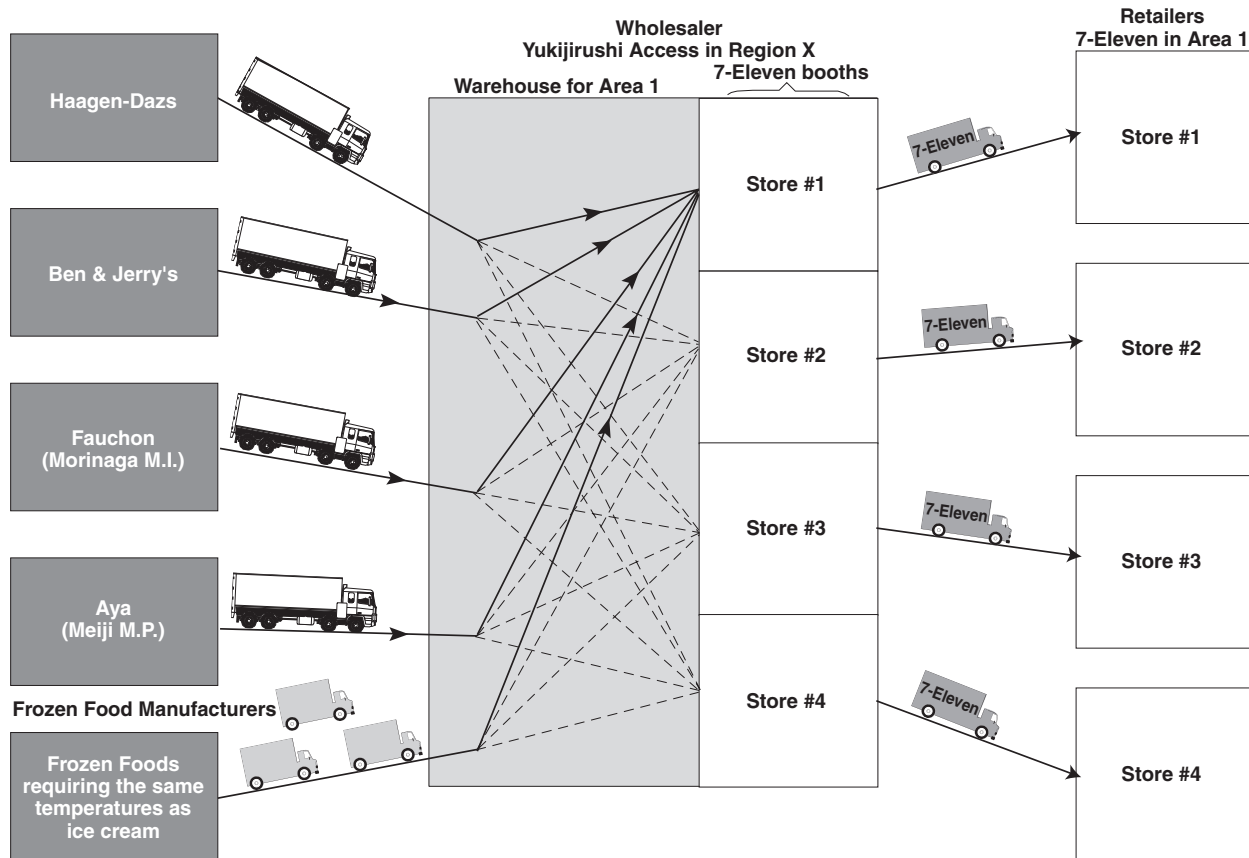 Wholesaler
Yukijirushi Access in Region X
Warehouse for Area 1
7-Eleven booths
Retailers
7-Eleven in Area 1
Haagen-Dazs
Ben & Jerry's
Fauchon
(Morinaga M.I.)
Aya
(Meiji M.P.)
Frozen Food Manufacturers
Frozen Foods
requiring the same
temperatures as
ice cream
Store #1
Store #2
Store #3
Store #4
7-Eleven
7-Eleven
7-Eleven
7-Eleven
Store #1
Store #2
Store #3
Store #4